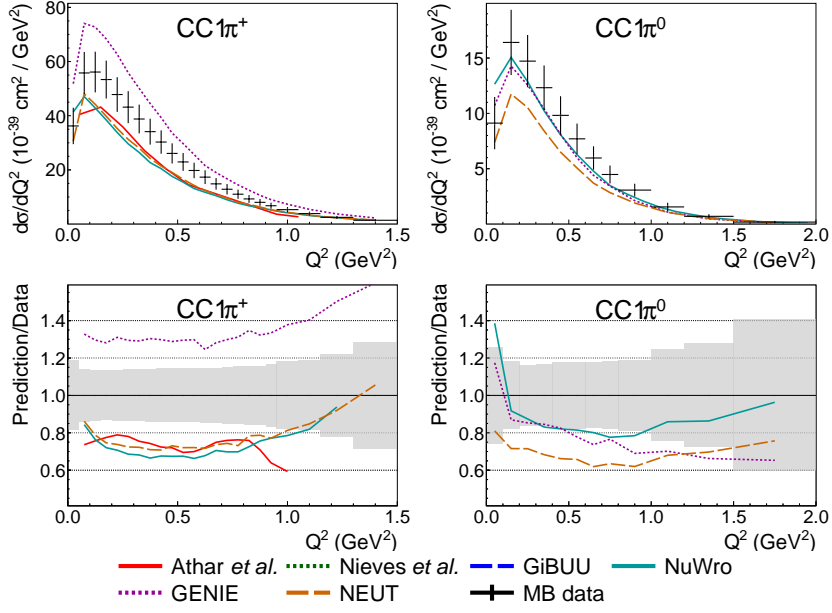 CC1π⁺
dσ/dQ² (10⁻³⁹ cm² / GeV²)
80
60
40
20
0.0 0.5 1.0 1.5
Q² (GeV²)
CC1π⁰
dσ/dQ² (10⁻³⁹ cm² / GeV²)
15
10
5
0.0 0.5 1.0 1.5 2.0
Q² (GeV²)
CC1π⁺
Prediction/Data
1.4
1.2
1.0
0.8
0.6
0.0 0.5 1.0 1.5
Q² (GeV²)
CC1π⁰
Prediction/Data
1.4
1.2
1.0
0.8
0.6
0.0 0.5 1.0 1.5 2.0
Q² (GeV²)
Athar et al. Nieves et al. GiBUU NuWro
GENIE NEUT MB data